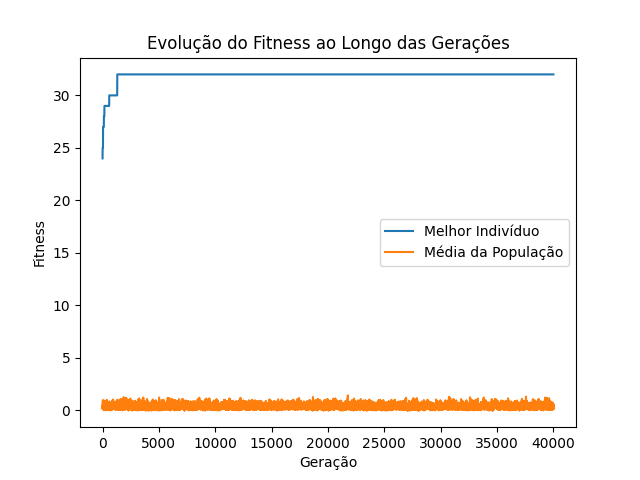 Evolução do Fitness ao Longo das Gerações
30
25
20
15
10
5
0
Fitness
Melhor Indivíduo
Média da População
0 5000 10000 15000 20000 25000 30000 35000 40000
Geração